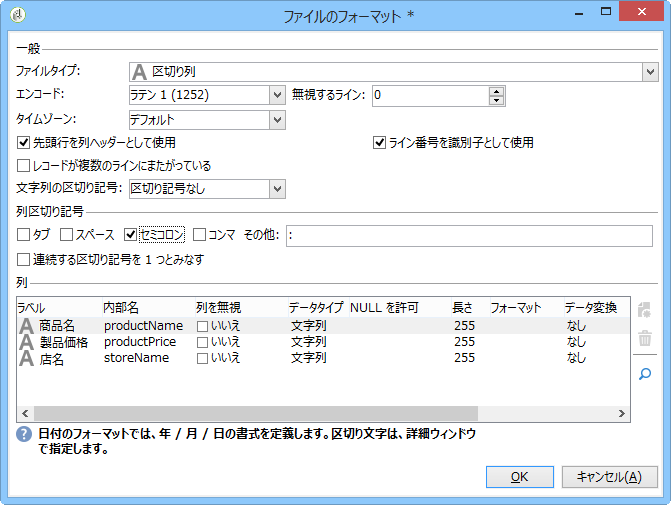 ファイルのフォーマット *
一般
ファイルタイプ: A 区切り列
エンコード: ラテン 1 (1252) 無視するライン: 0
タイムゾーン: デフォルト
先頭行を列ヘッダーとして使用 ライン番号を識別子として使用
レコードが複数のラインにまたがっている
文字列の区切り記号: 区切り記号なし
列区切り記号
タブ スペース セミコロン コンマ その他: :
連続する区切り記号を 1 つとみなす
列
ラベル 内部名 列を無視 データタイプ NULL を許可 長さ フォーマット データ変換
A 商品名 productName いいえ 文字列 255 なし
A 製品価格 productPrice いいえ 文字列 255 なし
A 店名 storeName いいえ 文字列 255 なし
? 日付のフォーマットでは、年 / 月 / 日の書式を定義します。区切り文字は、詳細ウィンドウ
で指定します。
OK キャンセル(A)